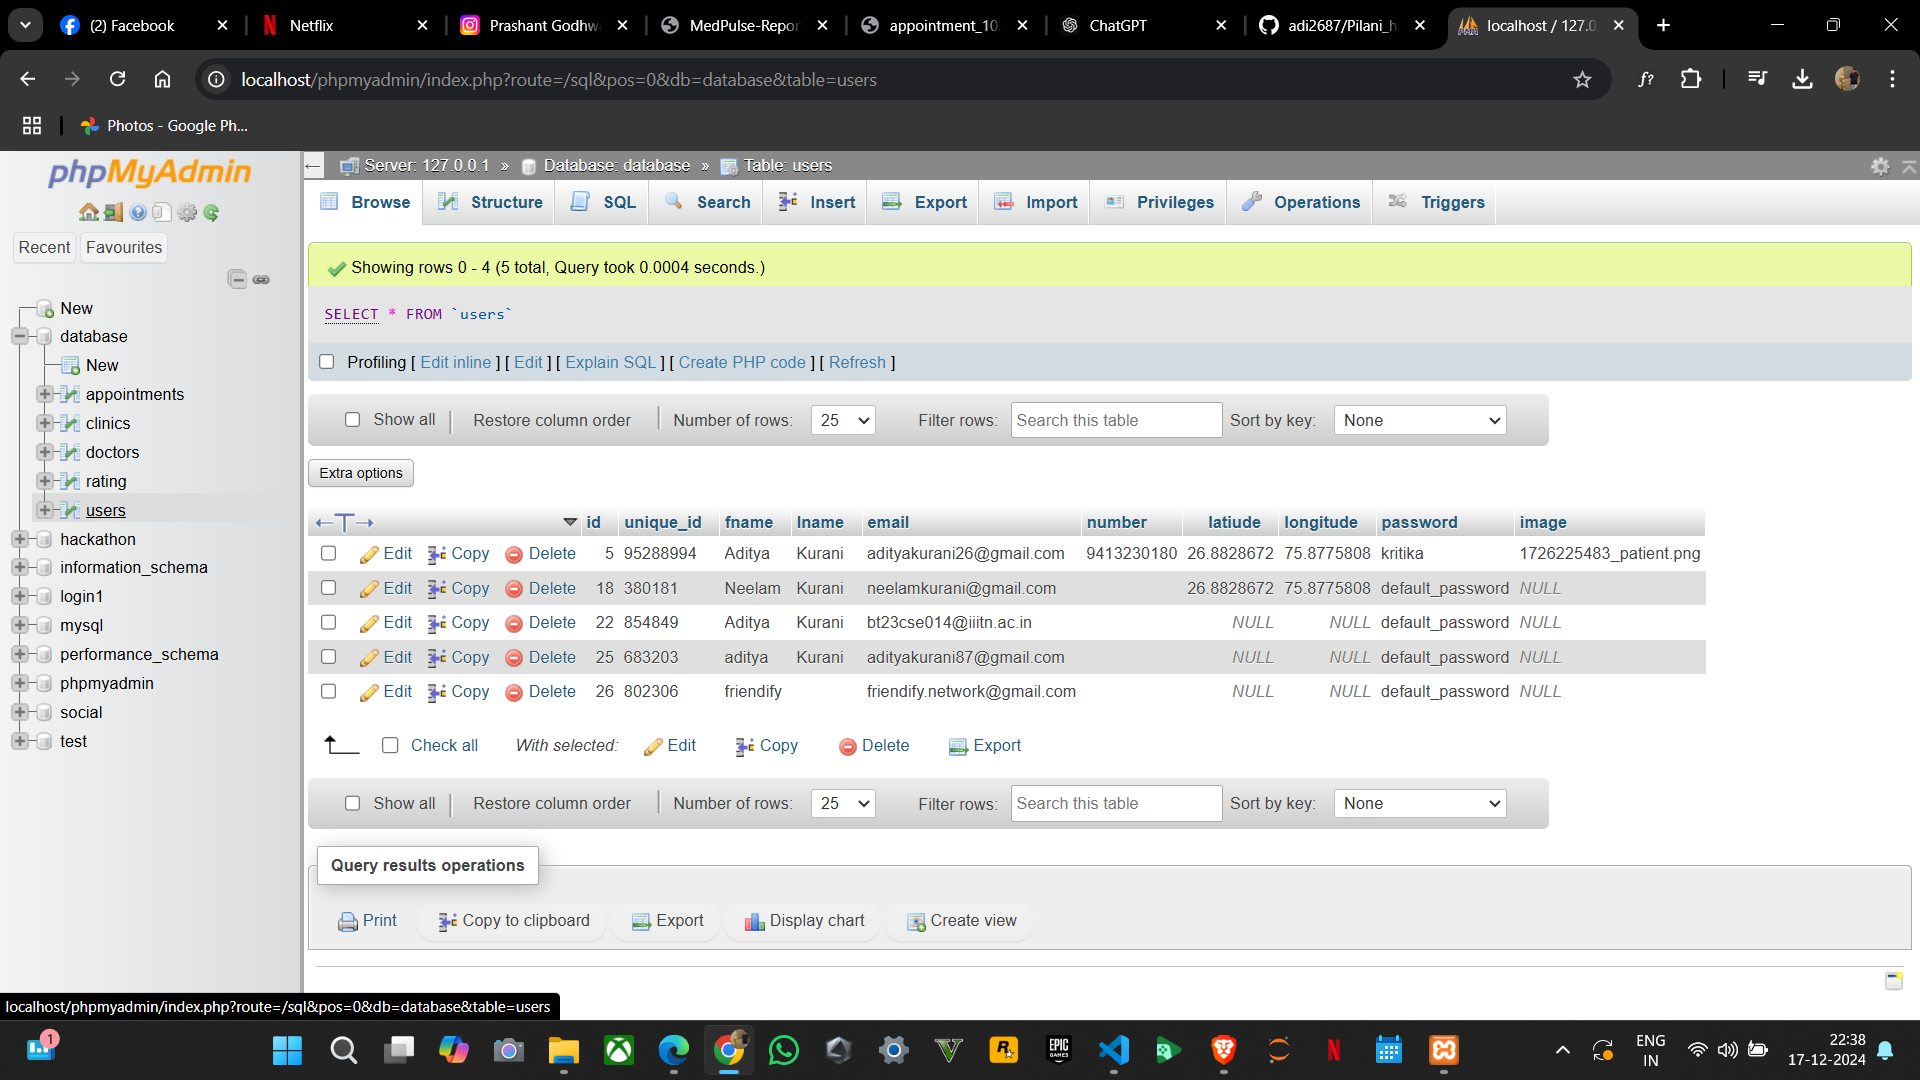 (2) Facebook
Netflix
Prashant Godhw
MedPulse-Repor
appointment_10.
ChatGPT
adi2687/Pilani_h
localhost / 127.0
localhost/phpmyadmin/index.php?route=/sql&pos=0&db=database&table=users
f?
Photos - Google Ph...
phpMyAdmin
Recent
Favourites
New
database
New
appointments
clinics
doctors
rating
users
hackathon
information_schema
login1
mysql
performance_schema
phpmyadmin
social
test
Server: 127.0.0.1 » Database: database » Table: users
Browse Structure SQL Search Insert Export Import Privileges Operations Triggers
Showing rows 0 - 4 (5 total, Query took 0.0004 seconds.)
SELECT * FROM `users`
Profiling [ Edit inline ] [ Edit ] [ Explain SQL ] [ Create PHP code ] [ Refresh ]
Show all Restore column order Number of rows: 25 Filter rows: Search this table Sort by key: None
Extra options
id unique_id fname lname email number latiude longitude password image
Edit Copy Delete 5 95288994 Aditya Kurani adityakurani26@gmail.com 9413230180 26.8828672 75.8775808 kritika 1726225483_patient.png
Edit Copy Delete 18 380181 Neelam Kurani neelamkurani@gmail.com 26.8828672 75.8775808 default_password NULL
Edit Copy Delete 22 854849 Aditya Kurani bt23cse014@iiitn.ac.in NULL NULL default_password NULL
Edit Copy Delete 25 683203 aditya Kurani adityakurani87@gmail.com NULL NULL default_password NULL
Edit Copy Delete 26 802306 friendify friendify.network@gmail.com NULL NULL default_password NULL
Check all With selected: Edit Copy Delete Export
Show all Restore column order Number of rows: 25 Filter rows: Search this table Sort by key: None
Query results operations
Print Copy to clipboard Export Display chart Create view
localhost/phpmyadmin/index.php?route=/sql&pos=0&db=database&table=users
1
EPIC GAMES
ENG
IN
22:38
17-12-2024